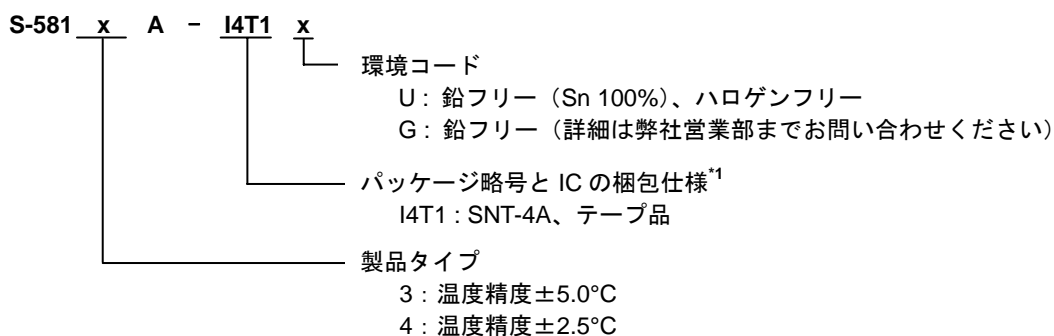 S-581 x A － I4T1 x
環境コード
U : 鉛フリー（Sn 100%）、ハロゲンフリー
G : 鉛フリー（詳細は弊社営業部までお問い合わせください）
パッケージ略号と IC の梱包仕様*1
I4T1 : SNT-4A、テープ品
製品タイプ
3 : 温度精度±5.0°C
4 : 温度精度±2.5°C